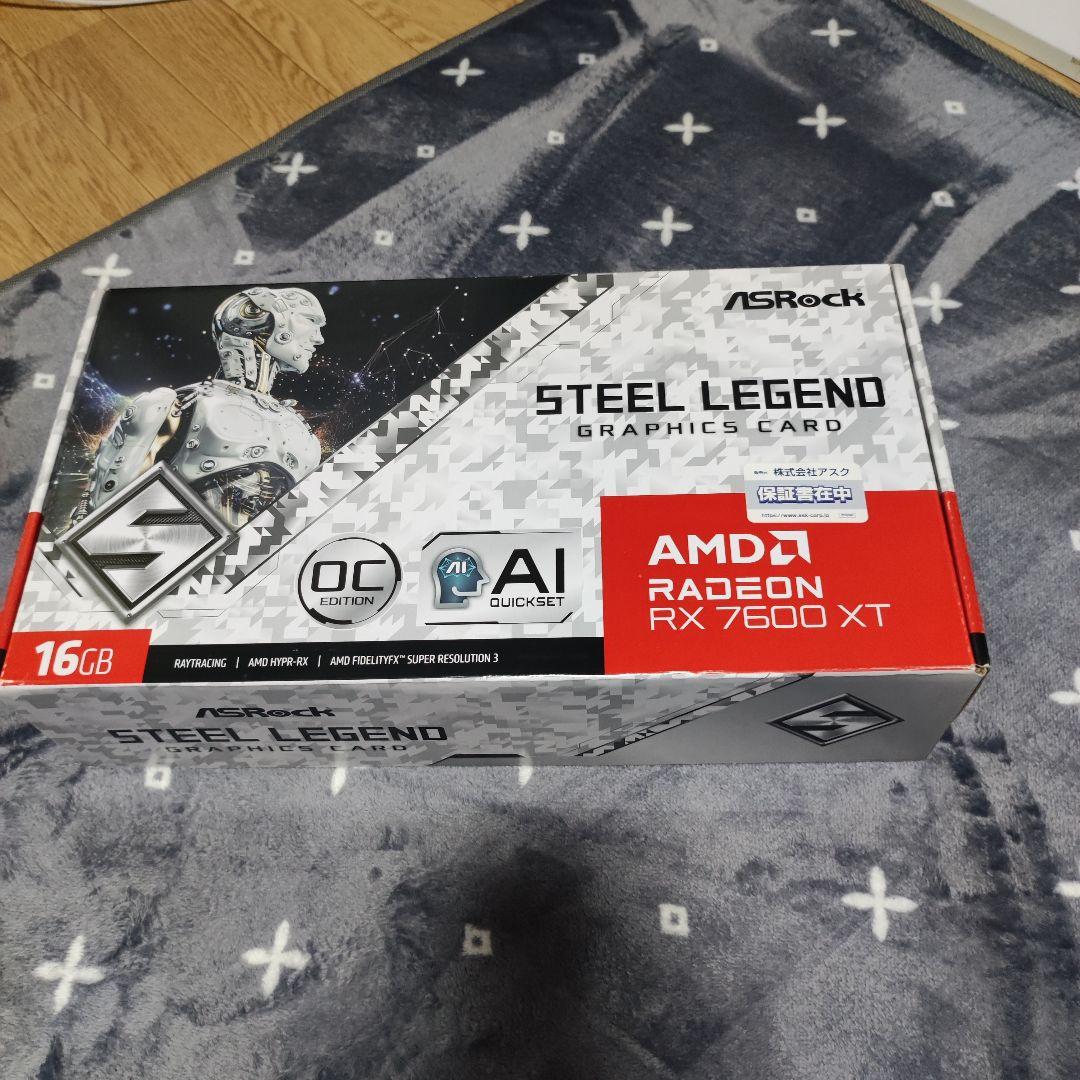 ASRock
STEEL LEGEND
GRAPHICS CARD
株式会社アスク
保証書在中
AMD
RADEON
RX 7600 XT
OC
EDITION
AI
AI
QUICKSET
16GB
RAYTRACING | AMD HYPR-RX | AMD FIDELITYFX™ SUPER RESOLUTION 3
ASRock
STEEL LEGEND
GRAPHICS CARD